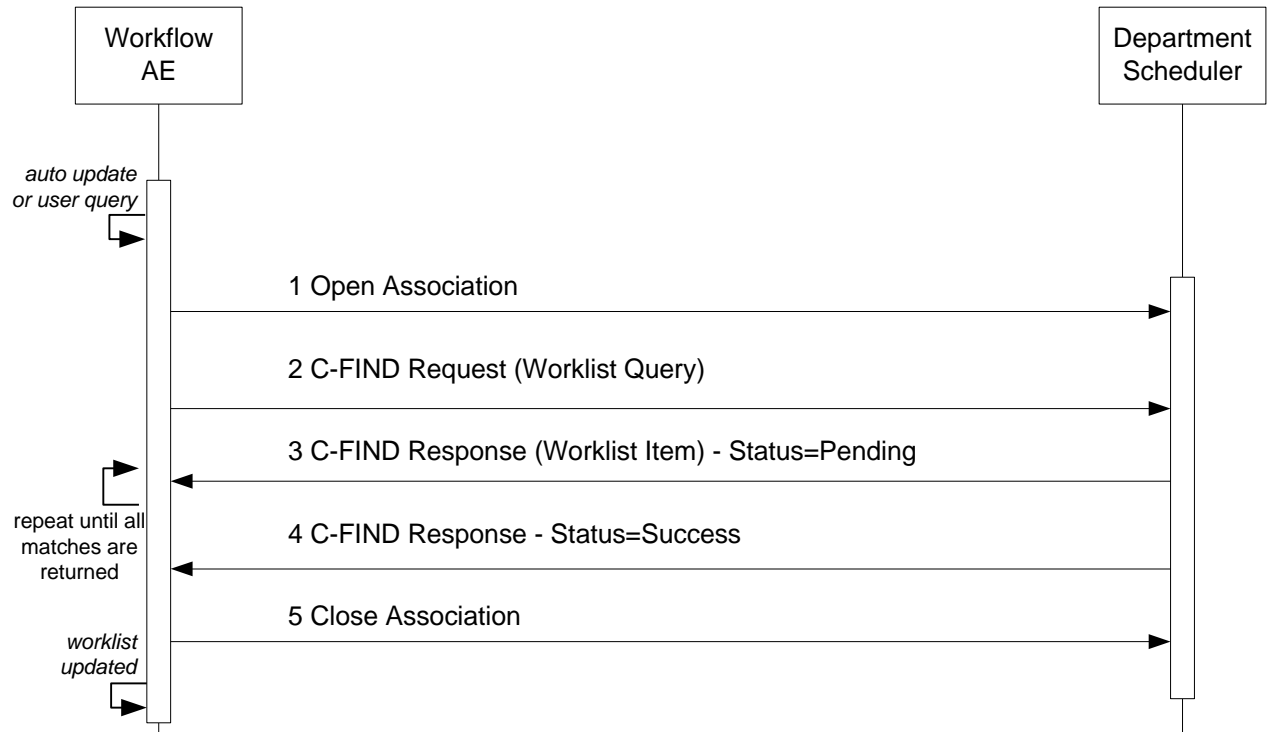 Workflow
AE
Department
Scheduler
auto update
or user query
1 Open Association
2 C-FIND Request (Worklist Query)
3 C-FIND Response (Worklist Item) - Status=Pending
repeat until all
matches are
returned
4 C-FIND Response - Status=Success
5 Close Association
worklist
updated